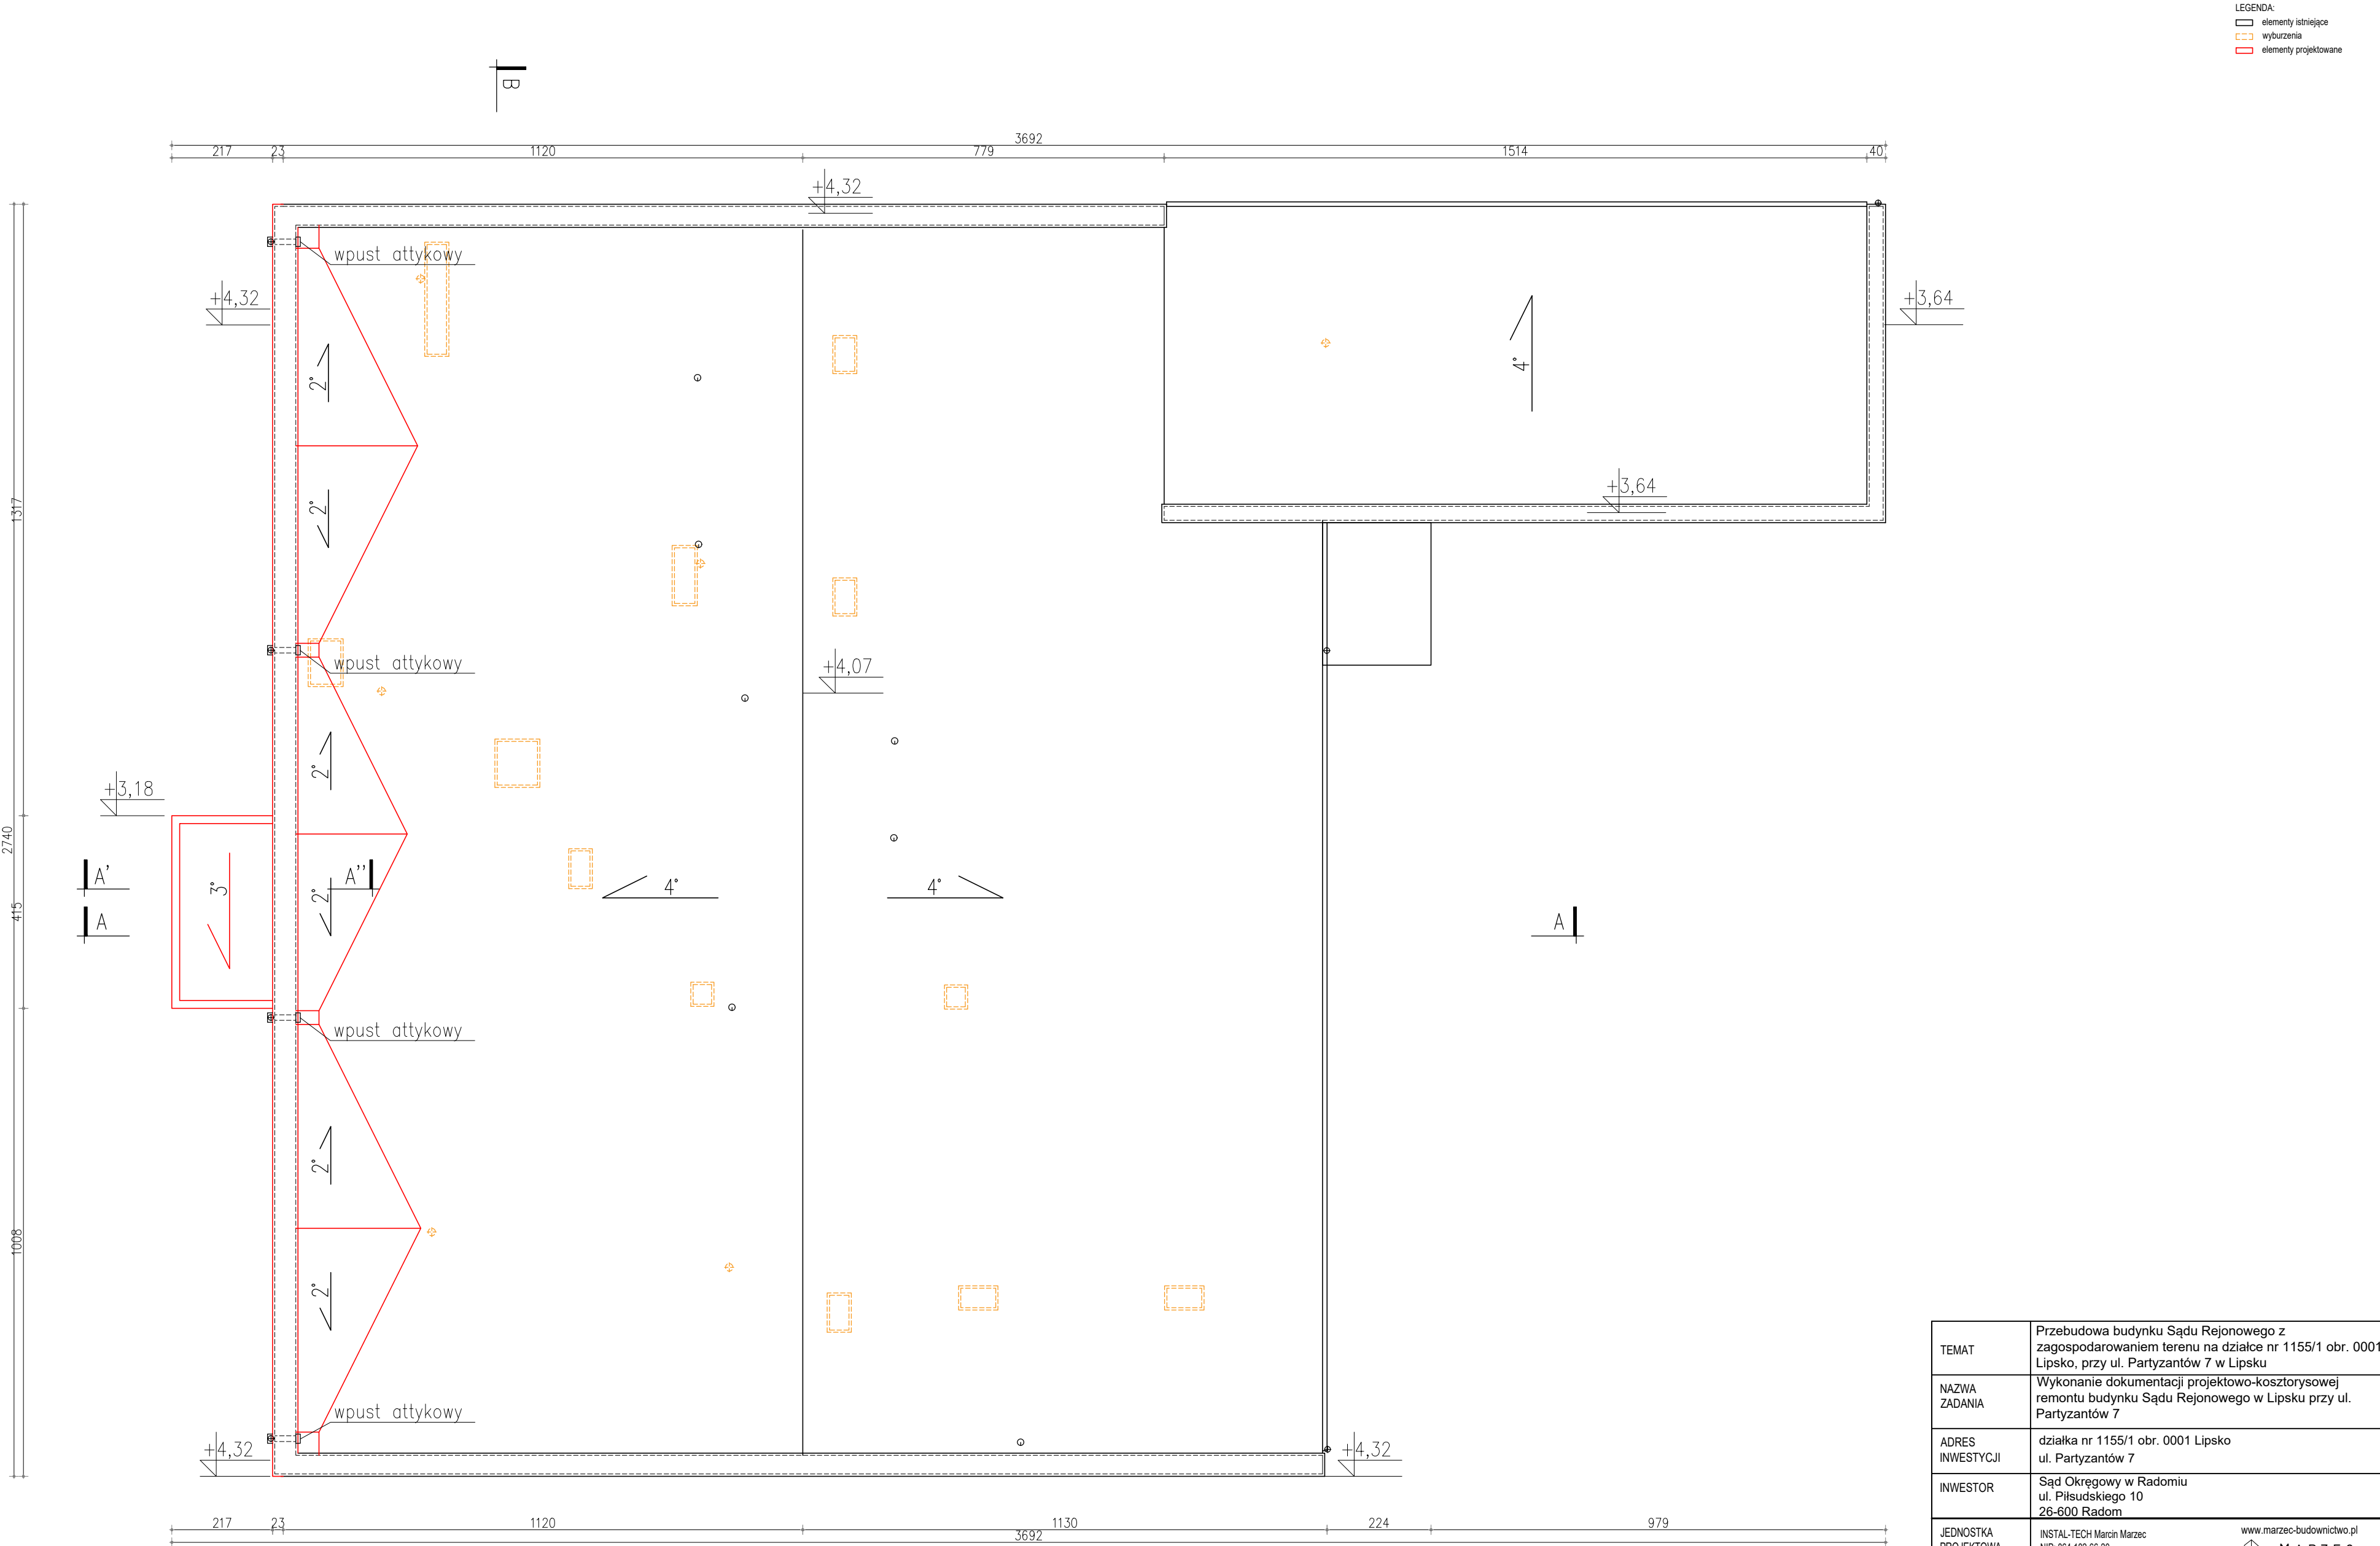 LEGENDA:
elementy istniejące
wyburzenia
elementy projektowane
B
3692
217 23 1120 779 1514 40
+4,32
wpust attykowy
+4,32
+3,64
2°
4°
+3,64
2°
1317
wpust attykowy
+4,07
2°
+3,18
2740
A'
A''
3°
2°
4°
4°
415
A
A
wpust attykowy
2°
1008
2°
wpust attykowy
+4,32
+4,32
217 23 1120 1130 224 979
3692
TEMAT
Przebudowa budynku Sądu Rejonowego z
zagospodarowaniem terenu na działce nr 1155/1 obr. 0001
Lipsko, przy ul. Partyzantów 7 w Lipsku
NAZWA
ZADANIA
Wykonanie dokumentacji projektowo-kosztorysowej
remontu budynku Sądu Rejonowego w Lipsku przy ul.
Partyzantów 7
ADRES
INWESTYCJI
działka nr 1155/1 obr. 0001 Lipsko
ul. Partyzantów 7
INWESTOR
Sąd Okręgowy w Radomiu
ul. Piłsudskiego 10
26-600 Radom
JEDNOSTKA
INSTAL-TECH Marcin Marzec
www.marzec-budownictwo.pl